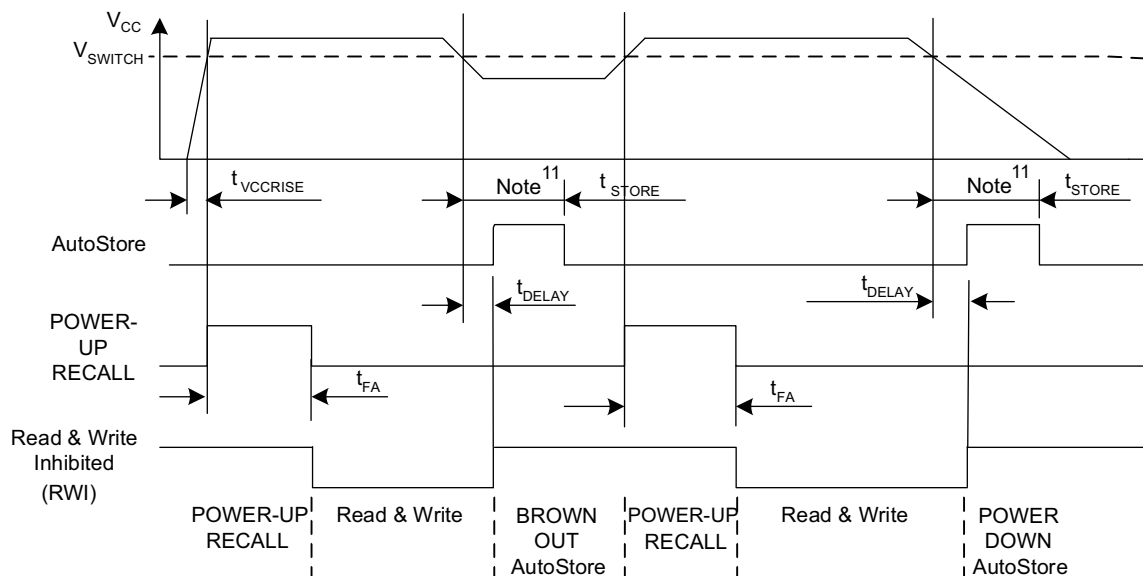 VCC
VSWITCH
tVCCRISE
Note11
tSTORE
Note11
tSTORE
AutoStore
tDELAY
tDELAY
POWER-
UP
RECALL
tFA
tFA
Read & Write
Inhibited
(RWI)
POWER-UP
RECALL
Read & Write
BROWN
OUT
AutoStore
POWER-UP
RECALL
Read & Write
POWER
DOWN
AutoStore